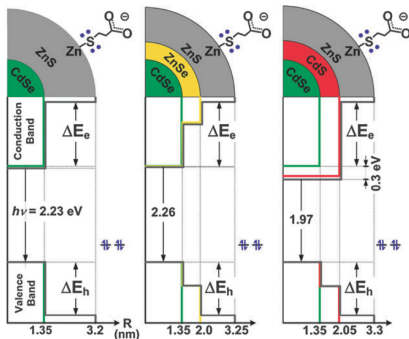 ZnS
CdSe
Zn
S
O
O
⊖
Conduction Band
ΔEe
hν = 2.23 eV
Valence Band
ΔEh
1.35
3.2
R
(nm)
ZnS
ZnSe
CdSe
Zn
S
O
O
⊖
ΔEe
2.26
ΔEh
1.35 2.0 3.25
ZnS
CdS
CdSe
Zn
S
O
O
⊖
ΔEe
0.3 eV
1.97
ΔEh
1.35 2.05 3.3